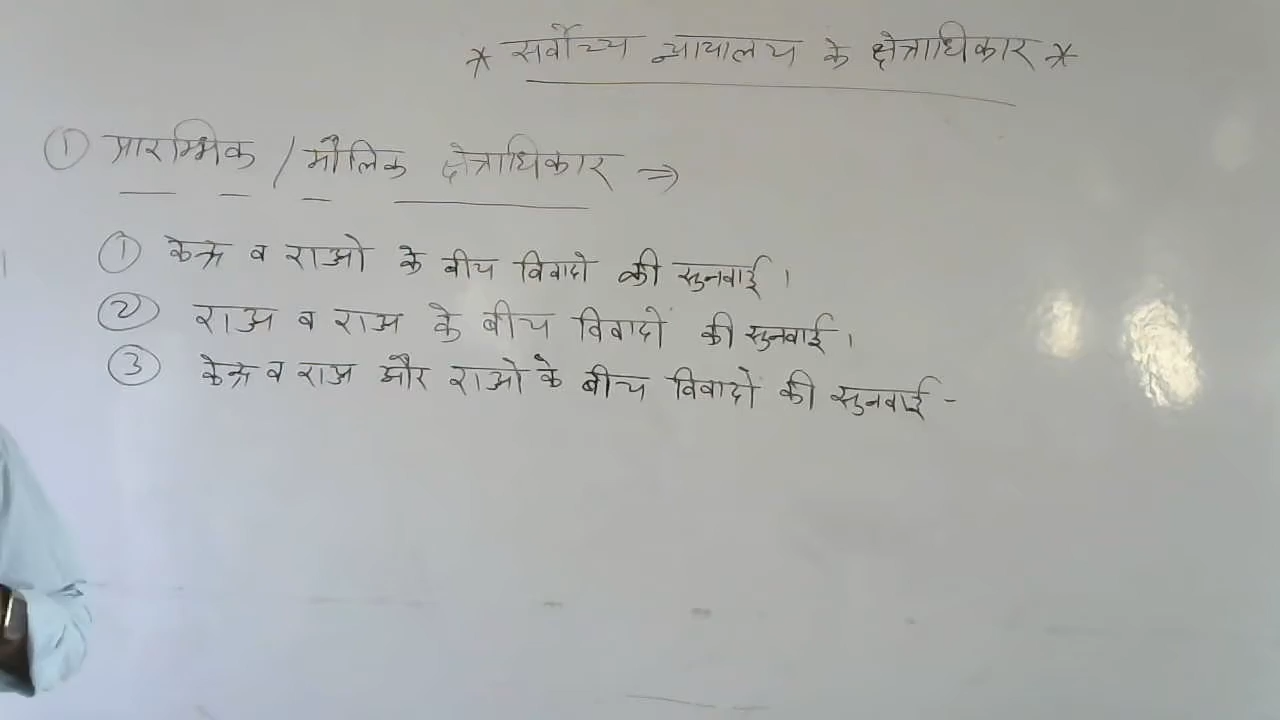 * सर्वोच्च न्यायालय के क्षेत्राधिकार *
① प्रारम्भिक / मौलिक क्षेत्राधिकार ⇒
① केन्द्र व राज्यो के बीच विवादो की सुनवाई ।
② राज्य व राज्य के बीच विवादों की सुनवाई ।
③ केन्द्र व राज्य और राज्यो के बीच विवादों की सुनवाई -